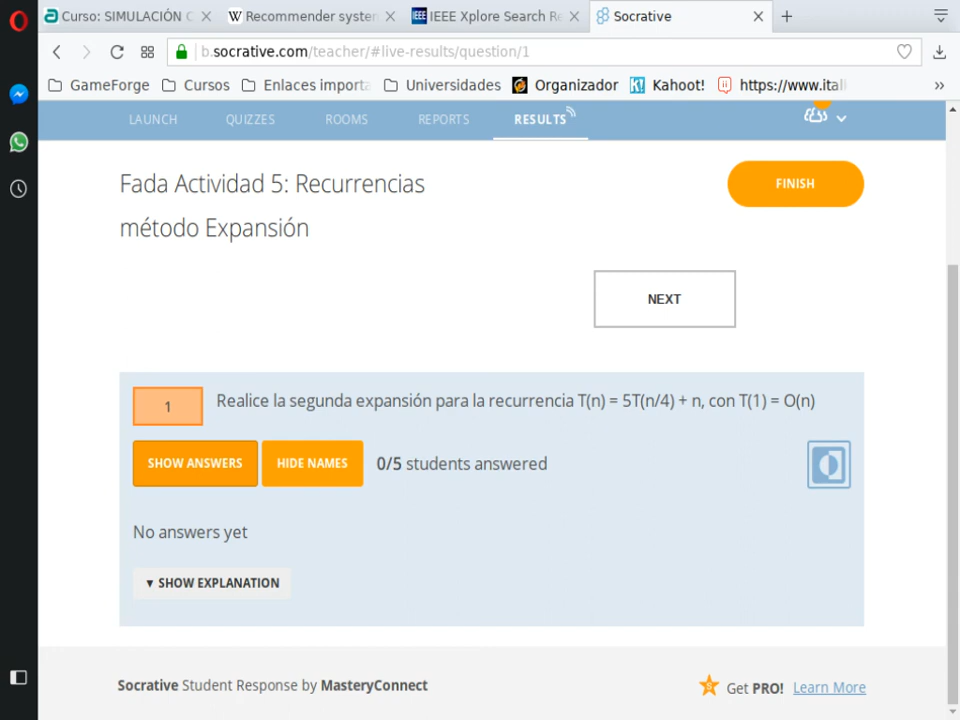 Curso: SIMULACIÓN C
Recommender system
IEEE Xplore Search Re
Socrative
b.socrative.com/teacher/#live-results/question/1
GameForge
Cursos
Enlaces importa
Universidades
Organizador
Kahoot!
https://www.itali
LAUNCH
QUIZZES
ROOMS
REPORTS
RESULTS
Fada Actividad 5: Recurrencias
método Expansión
FINISH
NEXT
1
Realice la segunda expansión para la recurrencia T(n) = 5T(n/4) + n, con T(1) = O(n)
SHOW ANSWERS
HIDE NAMES
0/5 students answered
No answers yet
▼ SHOW EXPLANATION
Socrative Student Response by MasteryConnect
Get PRO! Learn More